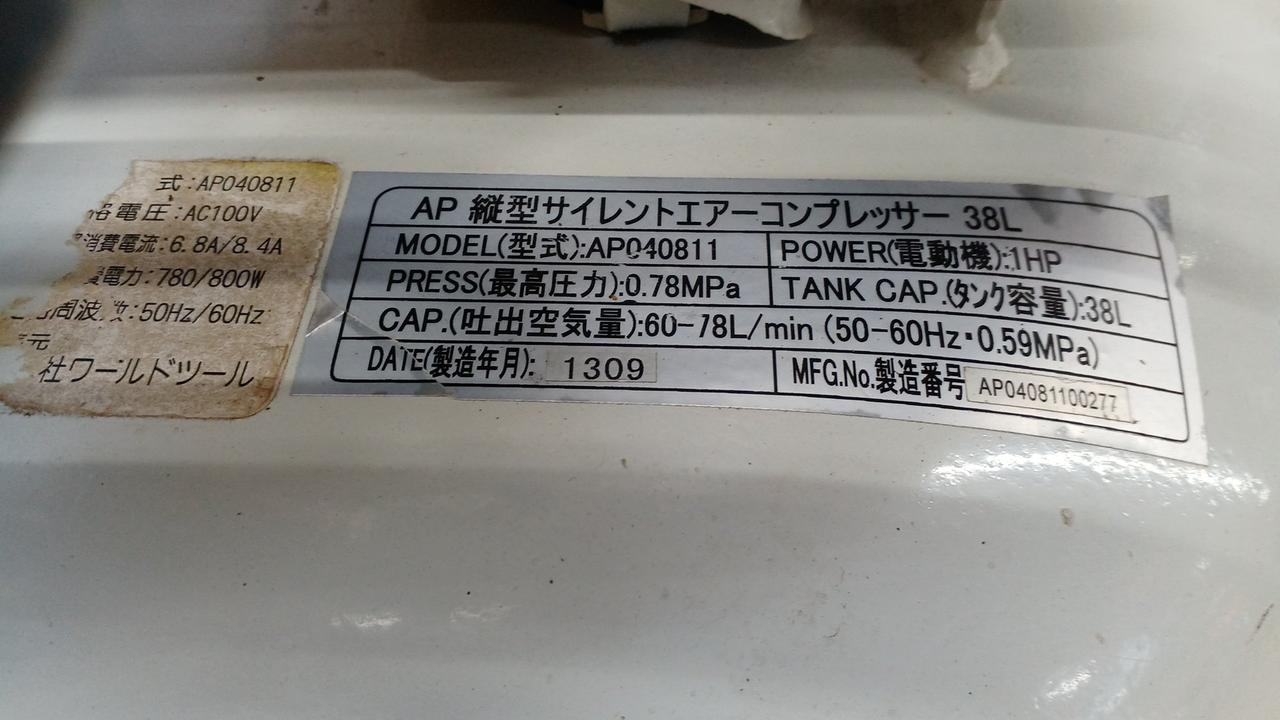 式:AP040811
電圧:AC100V
消費電流:6.8A/8.4A
電力:780/800W
周波数:50Hz/60Hz
元
社ワールドツール
AP 縦型サイレントエアーコンプレッサー 38L
MODEL(型式):AP040811 POWER(電動機):1HP
PRESS(最高圧力):0.78MPa TANK CAP.(タンク容量):38L
CAP.(吐出空気量):60-78L/min (50-60Hz・0.59MPa)
DATE(製造年月): 1309 MFG.No.製造番号 AP04081100277